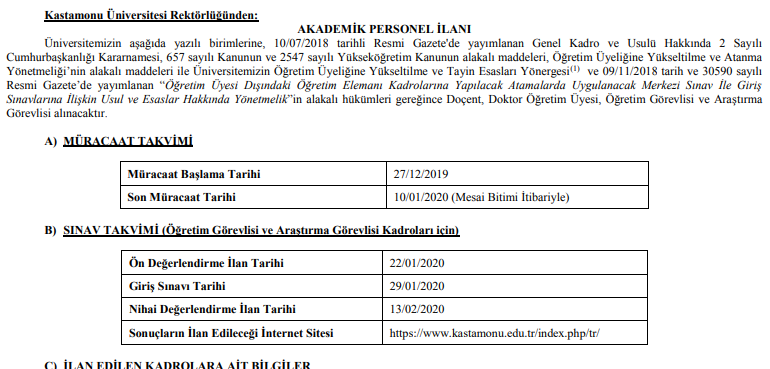 Kastamonu Üniversitesi Rektörlüğünden:
AKADEMİK PERSONEL İLANI
Üniversitemizin aşağıda yazılı birimlerine, 10/07/2018 tarihli Resmi Gazete'de yayımlanan Genel Kadro ve Usulü Hakkında 2 Sayılı
Cumhurbaşkanlığı Kararnamesi, 657 sayılı Kanunun ve 2547 sayılı Yükseköğretim Kanunun alakalı maddeleri, Öğretim Üyeliğine Yükseltilme ve Atanma
Yönetmeliği'nin alakalı maddeleri ile Üniversitemizin Öğretim Üyeliğine Yükseltilme ve Tayin Esasları Yönergesi(1) ve 09/11/2018 tarih ve 30590 sayılı
Resmi Gazete'de yayımlanan “Öğretim Üyesi Dışındaki Öğretim Elemanı Kadrolarına Yapılacak Atamalarda Uygulanacak Merkezi Sınav İle Giriş
Sınavlarına İlişkin Usul ve Esaslar Hakkında Yönetmelik”in alakalı hükümleri gereğince Doçent, Doktor Öğretim Üyesi, Öğretim Görevlisi ve Araştırma
Görevlisi alınacaktır.
A) MÜRACAAT TAKVİMİ
Müracaat Başlama Tarihi 27/12/2019
Son Müracaat Tarihi 10/01/2020 (Mesai Bitimi İtibariyle)
B) SINAV TAKVİMİ (Öğretim Görevlisi ve Araştırma Görevlisi Kadroları için)
Ön Değerlendirme İlan Tarihi 22/01/2020
Giriş Sınavı Tarihi 29/01/2020
Nihai Değerlendirme İlan Tarihi 13/02/2020
Sonuçların İlan Edileceği İnternet Sitesi https://www.kastamonu.edu.tr/index.php/tr/
C) İLAN EDİLEN KADROLARA AİT BİLGİLER